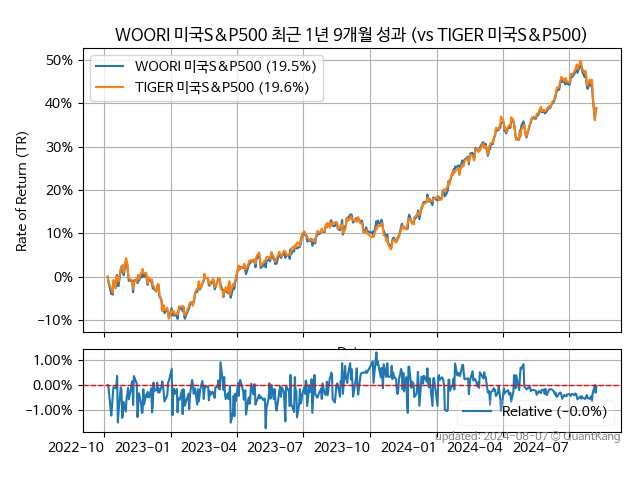 WOORI 미국S&P500 최근 1년 9개월 성과 (vs TIGER 미국S&P500)
WOORI 미국S&P500 (19.5%)
TIGER 미국S&P500 (19.6%)
Rate of Return (TR)
50%
40%
30%
20%
10%
0%
−10%
1.00%
0.00%
−1.00%
Relative (−0.0%)
2022-10 2023-01 2023-04 2023-07 2023-10 2024-01 2024-04 2024-07
updated: 2024-08-07 © QuantKang